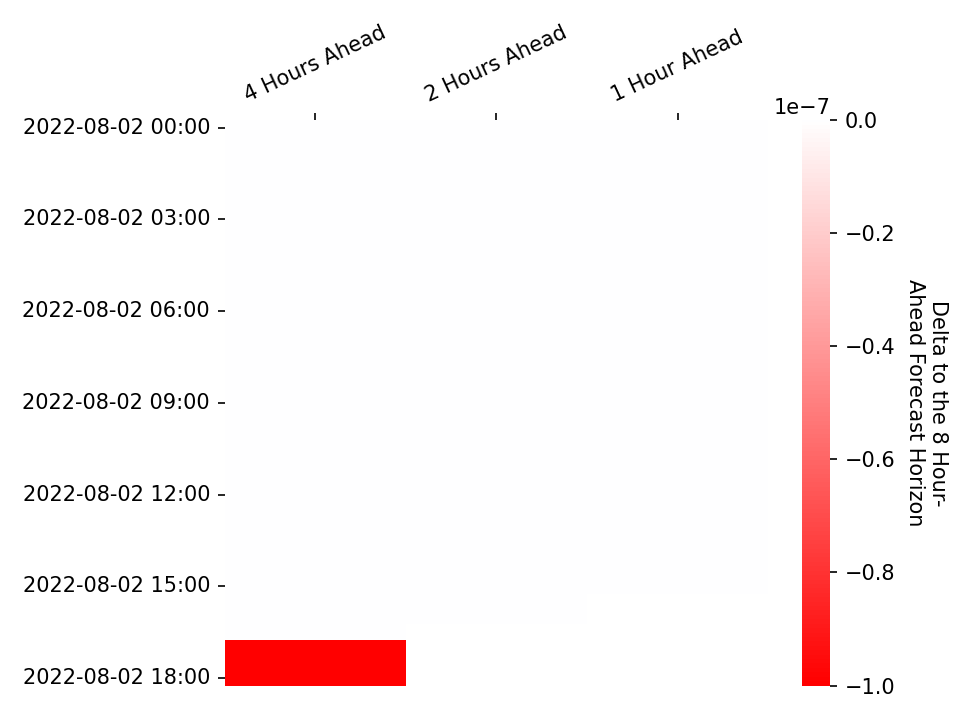 4 Hours Ahead
2 Hours Ahead
1 Hour Ahead
1e−7
2022-08-02 00:00
2022-08-02 03:00
2022-08-02 06:00
2022-08-02 09:00
2022-08-02 12:00
2022-08-02 15:00
2022-08-02 18:00
0.0
−0.2
−0.4
−0.6
−0.8
−1.0
Delta to the 8 Hour-
Ahead Forecast Horizon